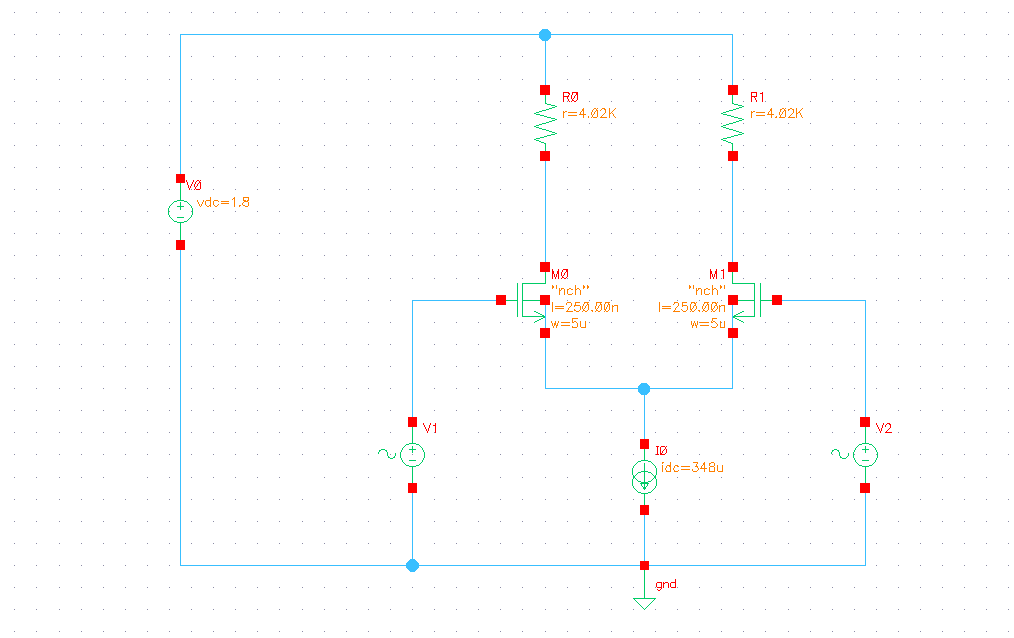 R0
r=4.02K
R1
r=4.02K
V0
vdc=1.8
M0
"nch"
l=250.00n
w=5u
M1
"nch"
l=250.00n
w=5u
V1
V2
I0
idc=348u
gnd